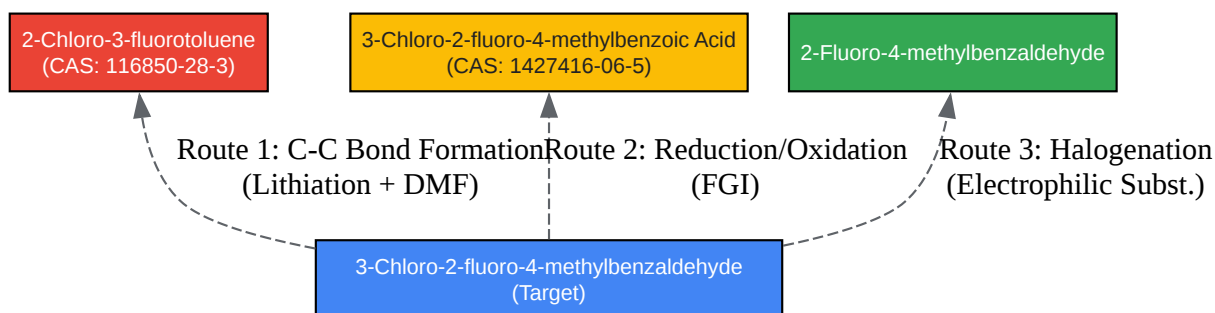 2-Chloro-3-fluorotoluene
(CAS: 116850-28-3)
3-Chloro-2-fluoro-4-methylbenzoic Acid
(CAS: 1427416-06-5)
2-Fluoro-4-methylbenzaldehyde
Route 1: C-C Bond Formation
(Lithiation + DMF)
Route 2: Reduction/Oxidation
(FGI)
Route 3: Halogenation
(Electrophilic Subst.)
3-Chloro-2-fluoro-4-methylbenzaldehyde
(Target)